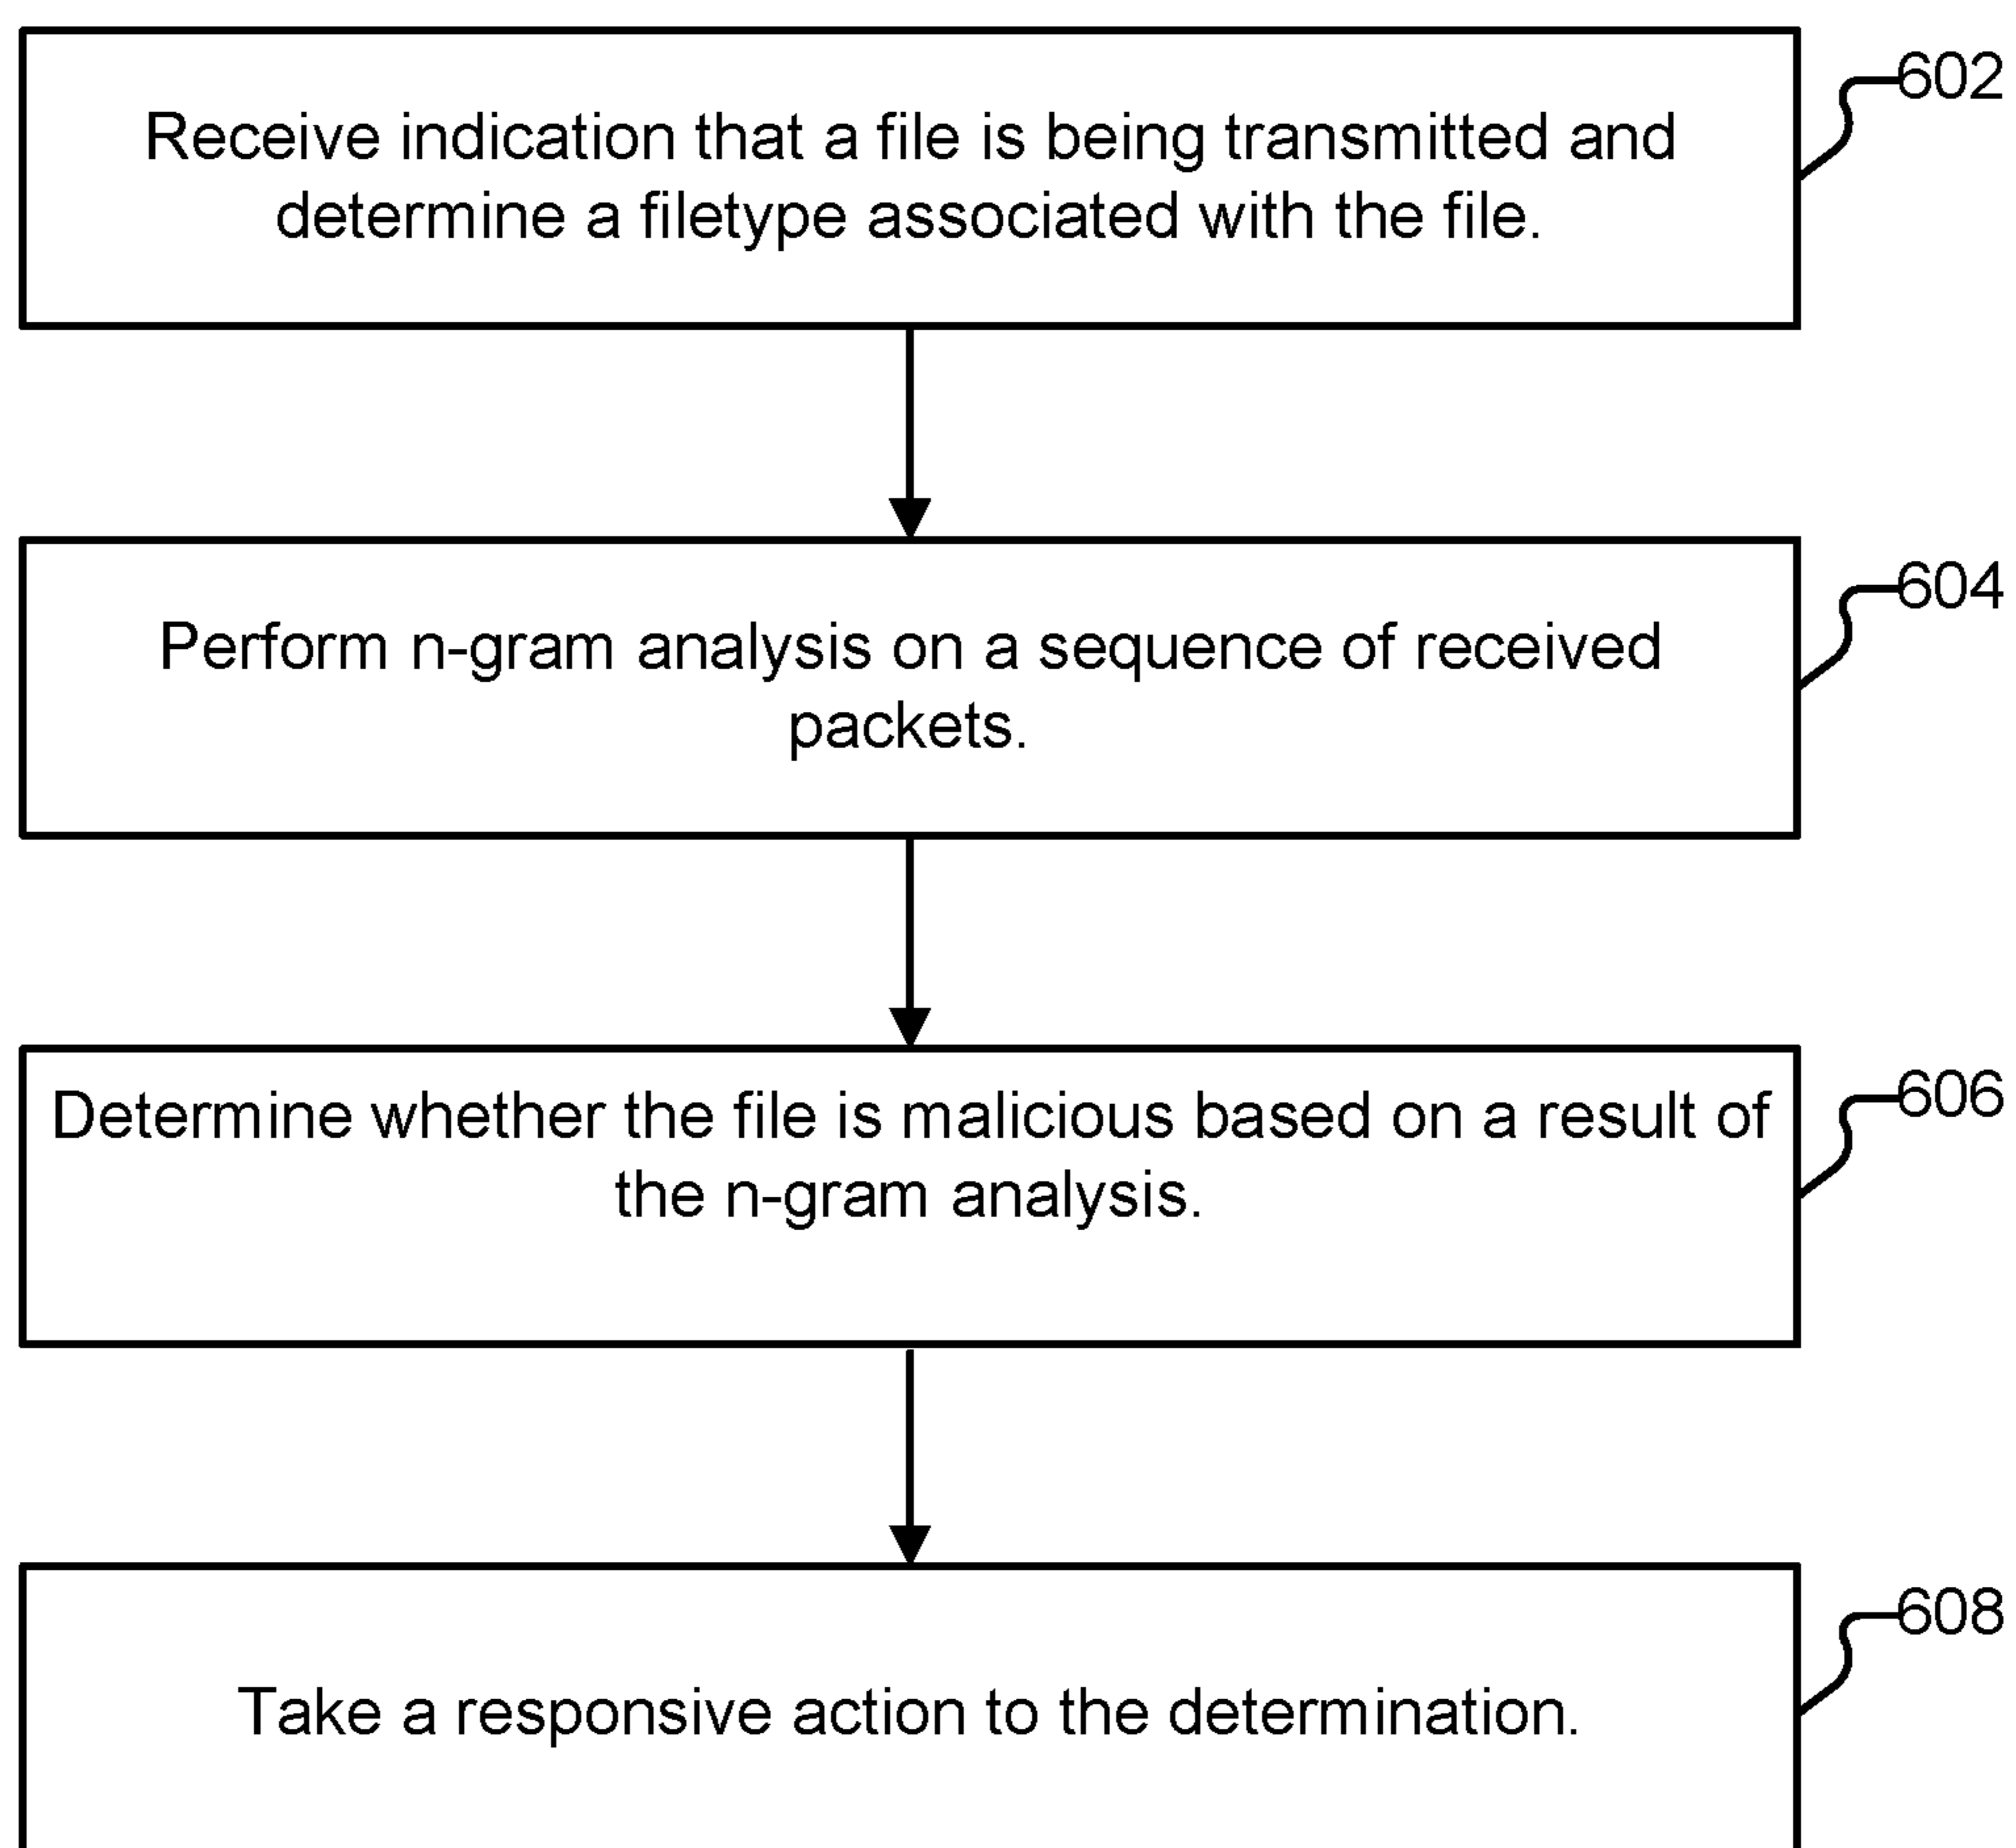 Receive indication that a file is being transmitted and
determine a filetype associated with the file.
602
Perform n-gram analysis on a sequence of received
packets.
604
Determine whether the file is malicious based on a result of
the n-gram analysis.
606
Take a responsive action to the determination.
608